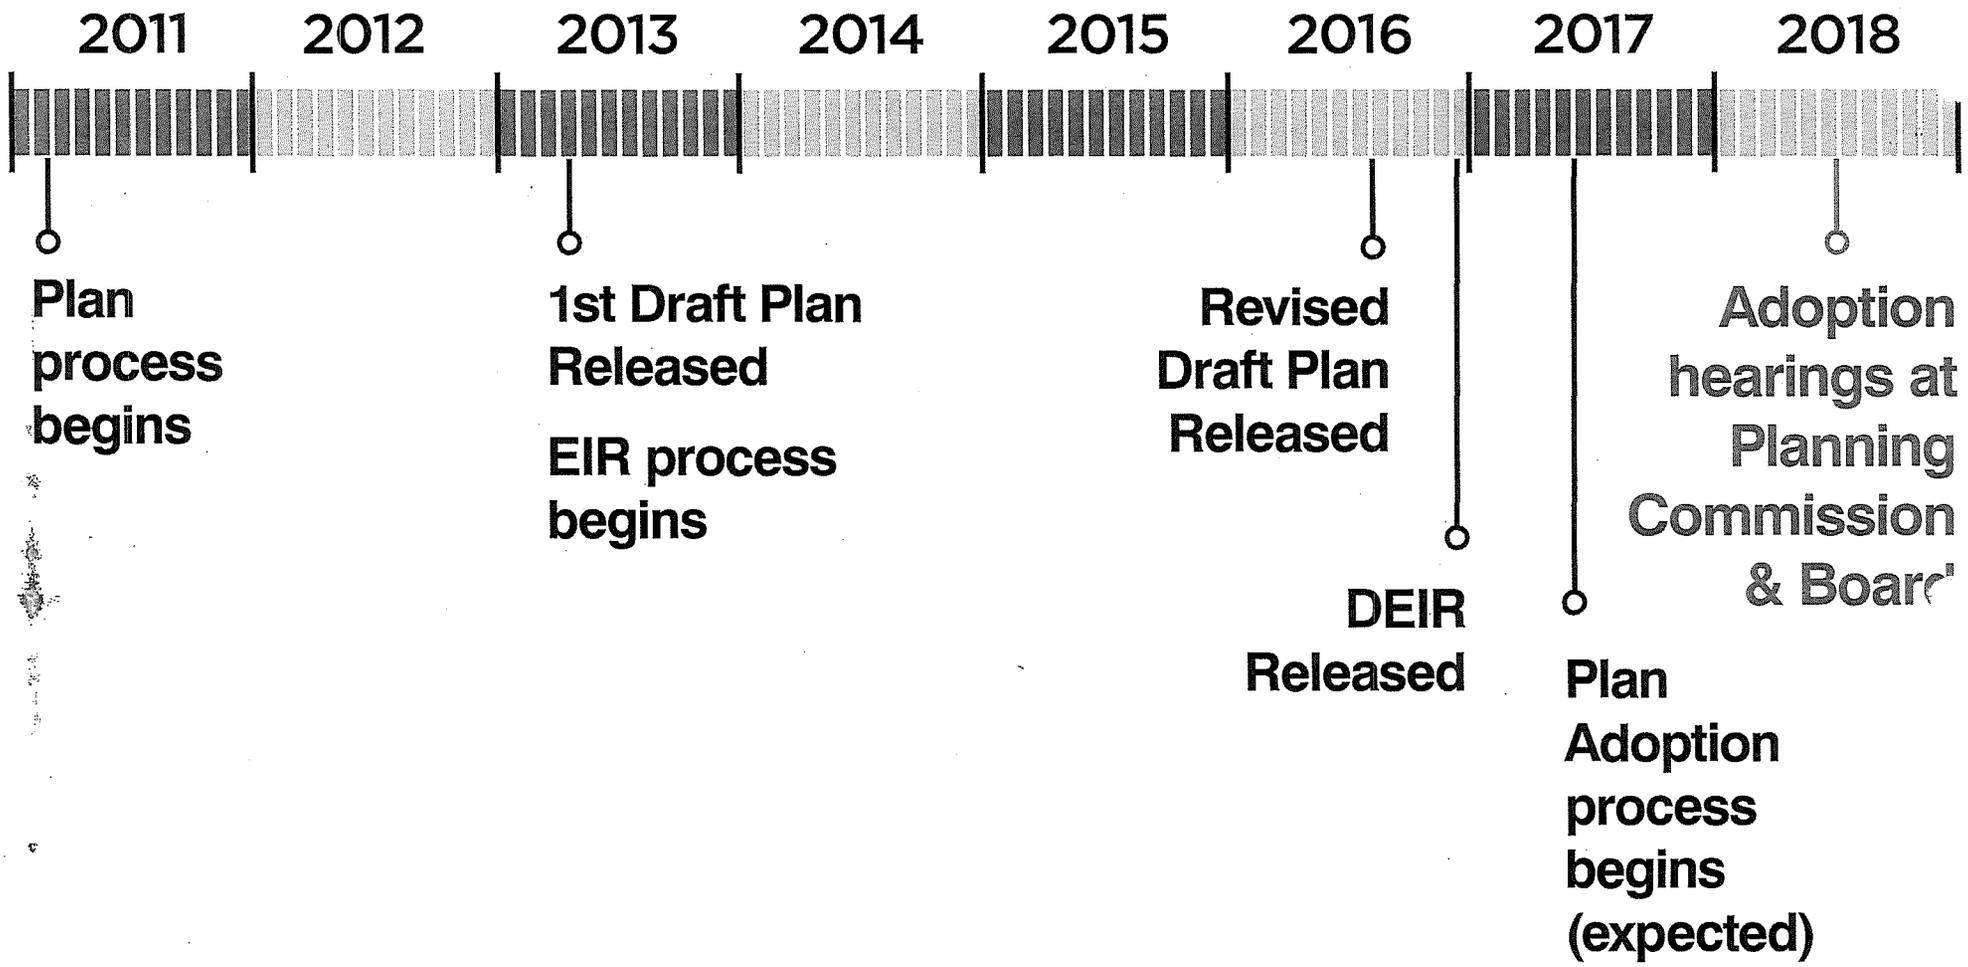 2011 2012 2013 2014 2015 2016 2017 2018
Plan
process
begins
1st Draft Plan
Released
EIR process
begins
Revised
Draft Plan
Released
DEIR
Released
Plan
Adoption
process
begins
(expected)
Adoption
hearings at
Planning
Commission
& Board